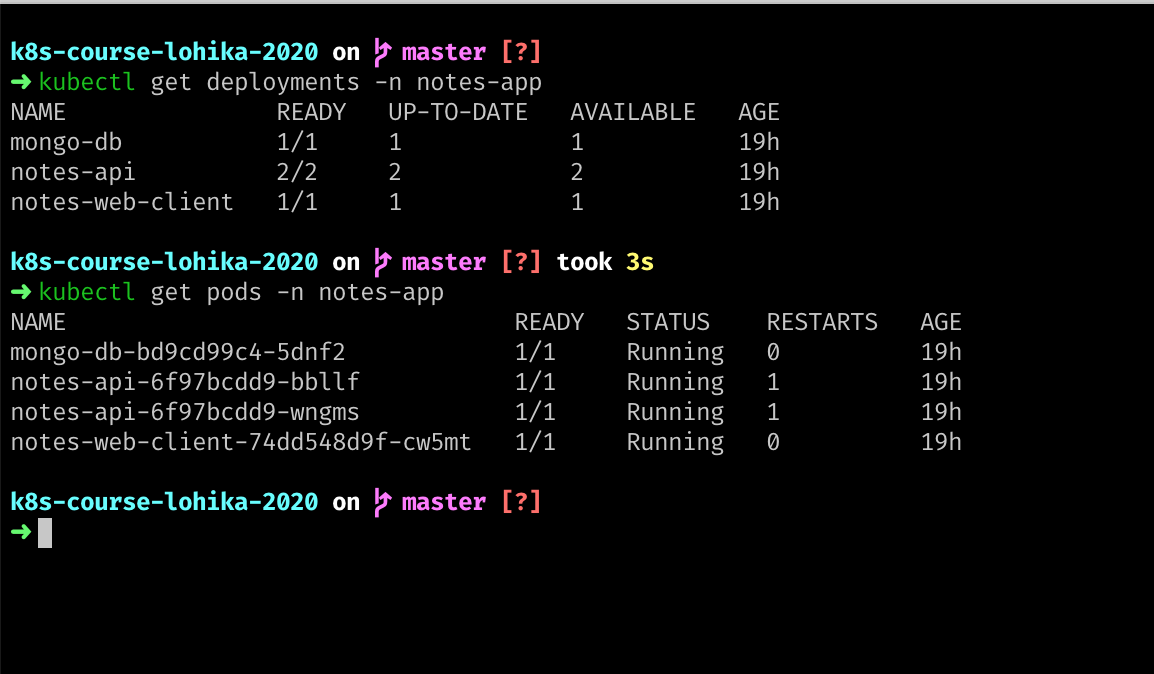 k8s-course-lohika-2020 on  master [?]
➜ kubectl get deployments -n notes-app
NAME               READY   UP-TO-DATE   AVAILABLE   AGE
mongo-db           1/1     1            1           19h
notes-api          2/2     2            2           19h
notes-web-client   1/1     1            1           19h
k8s-course-lohika-2020 on  master [?] took 3s
➜ kubectl get pods -n notes-app
NAME                                READY   STATUS    RESTARTS   AGE
mongo-db-bd9cd99c4-5dnf2            1/1     Running   0          19h
notes-api-6f97bcdd9-bbllf           1/1     Running   1          19h
notes-api-6f97bcdd9-wngms           1/1     Running   1          19h
notes-web-client-74dd548d9f-cw5mt   1/1     Running   0          19h
k8s-course-lohika-2020 on  master [?]
➜